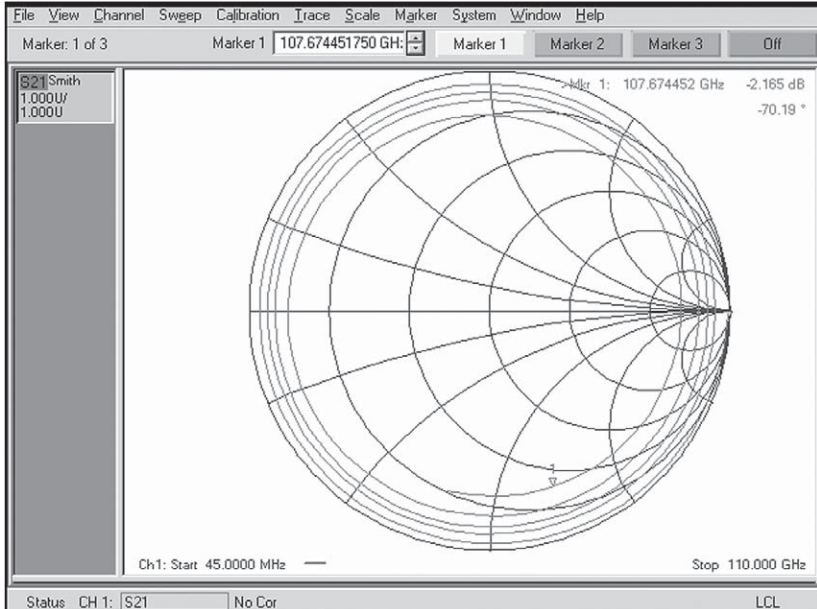 File View Channel Sweep Calibration Trace Scale Marker System Window Help
Marker: 1 of 3 Marker 1 107.674451750 GH: Marker 1 Marker 2 Marker 3 Off
S21 Smith
1.000U/
1.000U
>Mkr 1: 107.674452 GHz -2.165 dB
-70.19 °
1
Ch1: Start 45.0000 MHz Stop 110.000 GHz
Status CH 1: S21 No Cor LCL